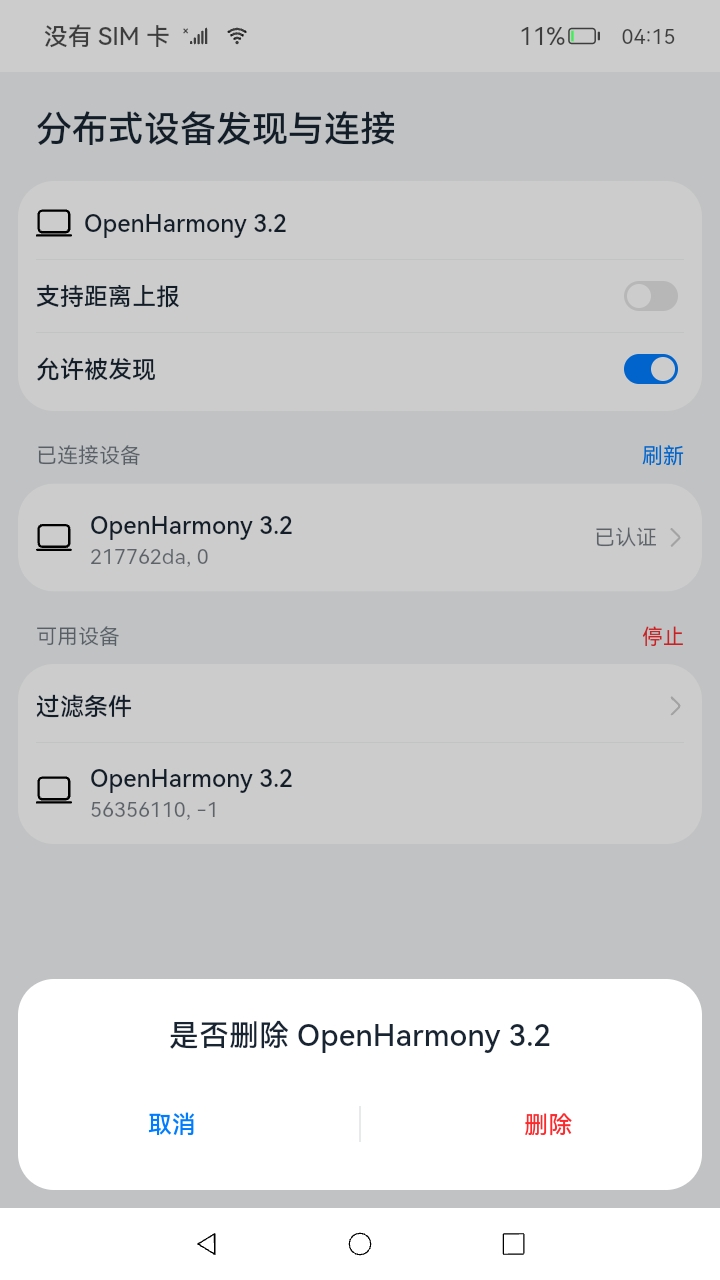 没有 SIM 卡 11% 04:15
分布式设备发现与连接
OpenHarmony 3.2
支持距离上报
允许被发现
已连接设备 刷新
OpenHarmony 3.2
217762da, 0 已认证
可用设备 停止
过滤条件
OpenHarmony 3.2
56356110, -1
是否删除 OpenHarmony 3.2
取消 删除